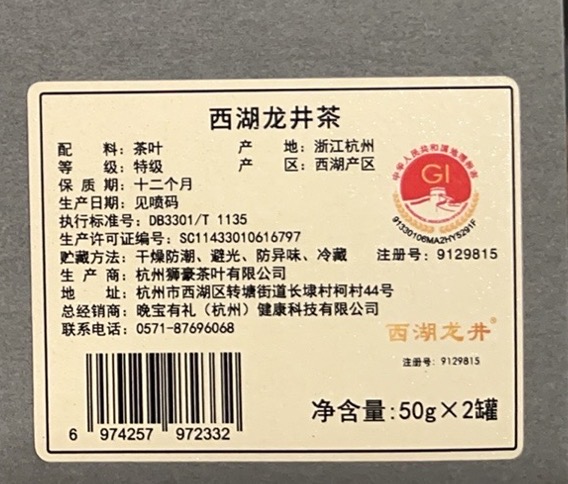 西湖龙井茶
配 料：茶叶 产 地：浙江杭州
等 级：特级 产 区：西湖产区
保 质 期：十二个月
生产日期：见喷码
执行标准号：DB3301/T 1135
生产许可证编号：SC11433010616797
贮藏方法：干燥防潮、避光、防异味、冷藏
生 产 商：杭州狮豪茶叶有限公司
地 址：杭州市西湖区转塘街道长埭村柯村44号
总经销商：晚宝有礼（杭州）健康科技有限公司
联系电话：0571-87696068
中华人民共和国地理标志
GI
91330106MA2HY5291F
注册号：9129815
西湖龙井®
注册号：9129815
净含量:50g×2罐
6 974257 972332